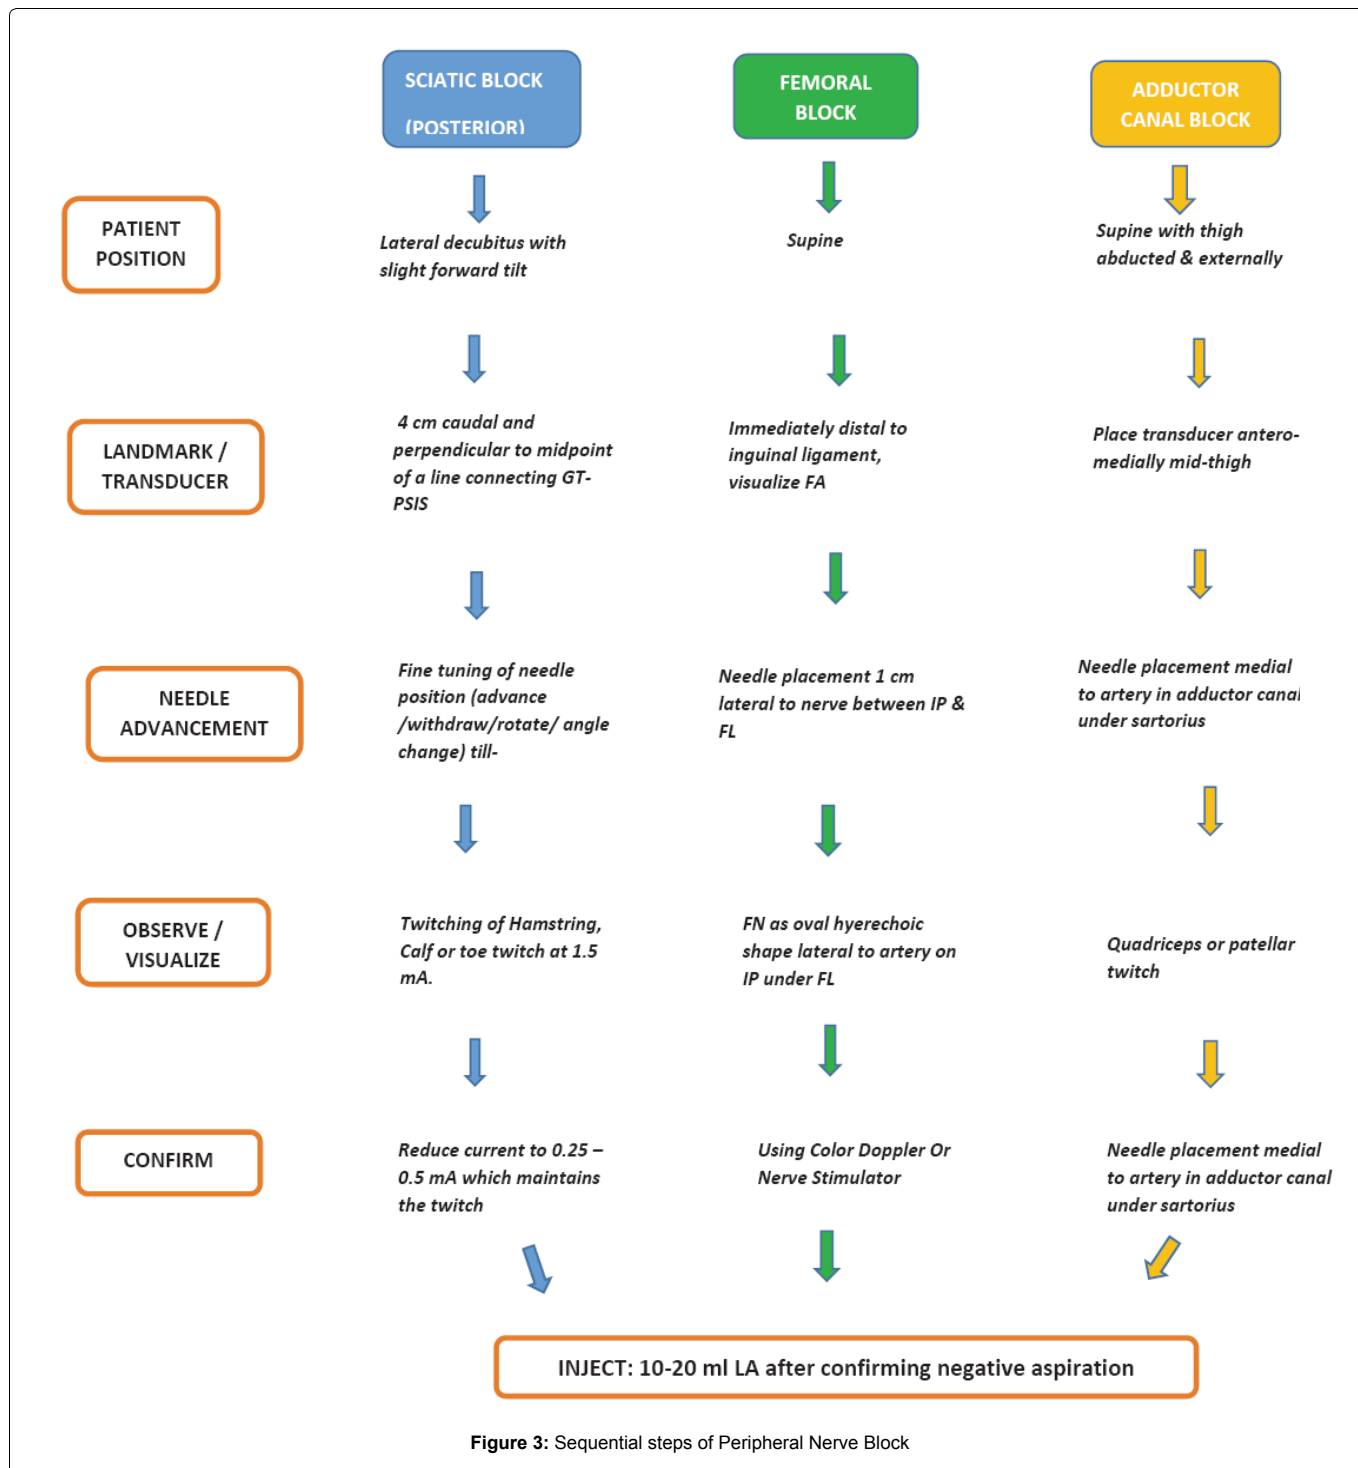 SCIATIC BLOCK
(POSTERIOR)
FEMORAL
BLOCK
ADDUCTOR
CANAL BLOCK
PATIENT
POSITION
Lateral decubitus with
slight forward tilt
Supine
Supine with thigh
abducted & externally
LANDMARK /
TRANSDUCER
4 cm caudal and
perpendicular to midpoint
of a line connecting GT-
PSIS
Immediately distal to
inguinal ligament,
visualize FA
Place transducer antero-
medially mid-thigh
NEEDLE
ADVANCEMENT
Fine tuning of needle
position (advance
/withdraw/rotate/ angle
change) till-
Needle placement 1 cm
lateral to nerve between IP &
FL
Needle placement medial
to artery in adductor canal
under sartorius
OBSERVE /
VISUALIZE
Twitching of Hamstring,
Calf or toe twitch at 1.5
mA.
FN as oval hyerechoic
shape lateral to artery on
IP under FL
Quadriceps or patellar
twitch
CONFIRM
Reduce current to 0.25 –
0.5 mA which maintains
the twitch
Using Color Doppler Or
Nerve Stimulator
Needle placement medial
to artery in adductor canal
under sartorius
INJECT: 10-20 ml LA after confirming negative aspiration
Figure 3: Sequential steps of Peripheral Nerve Block